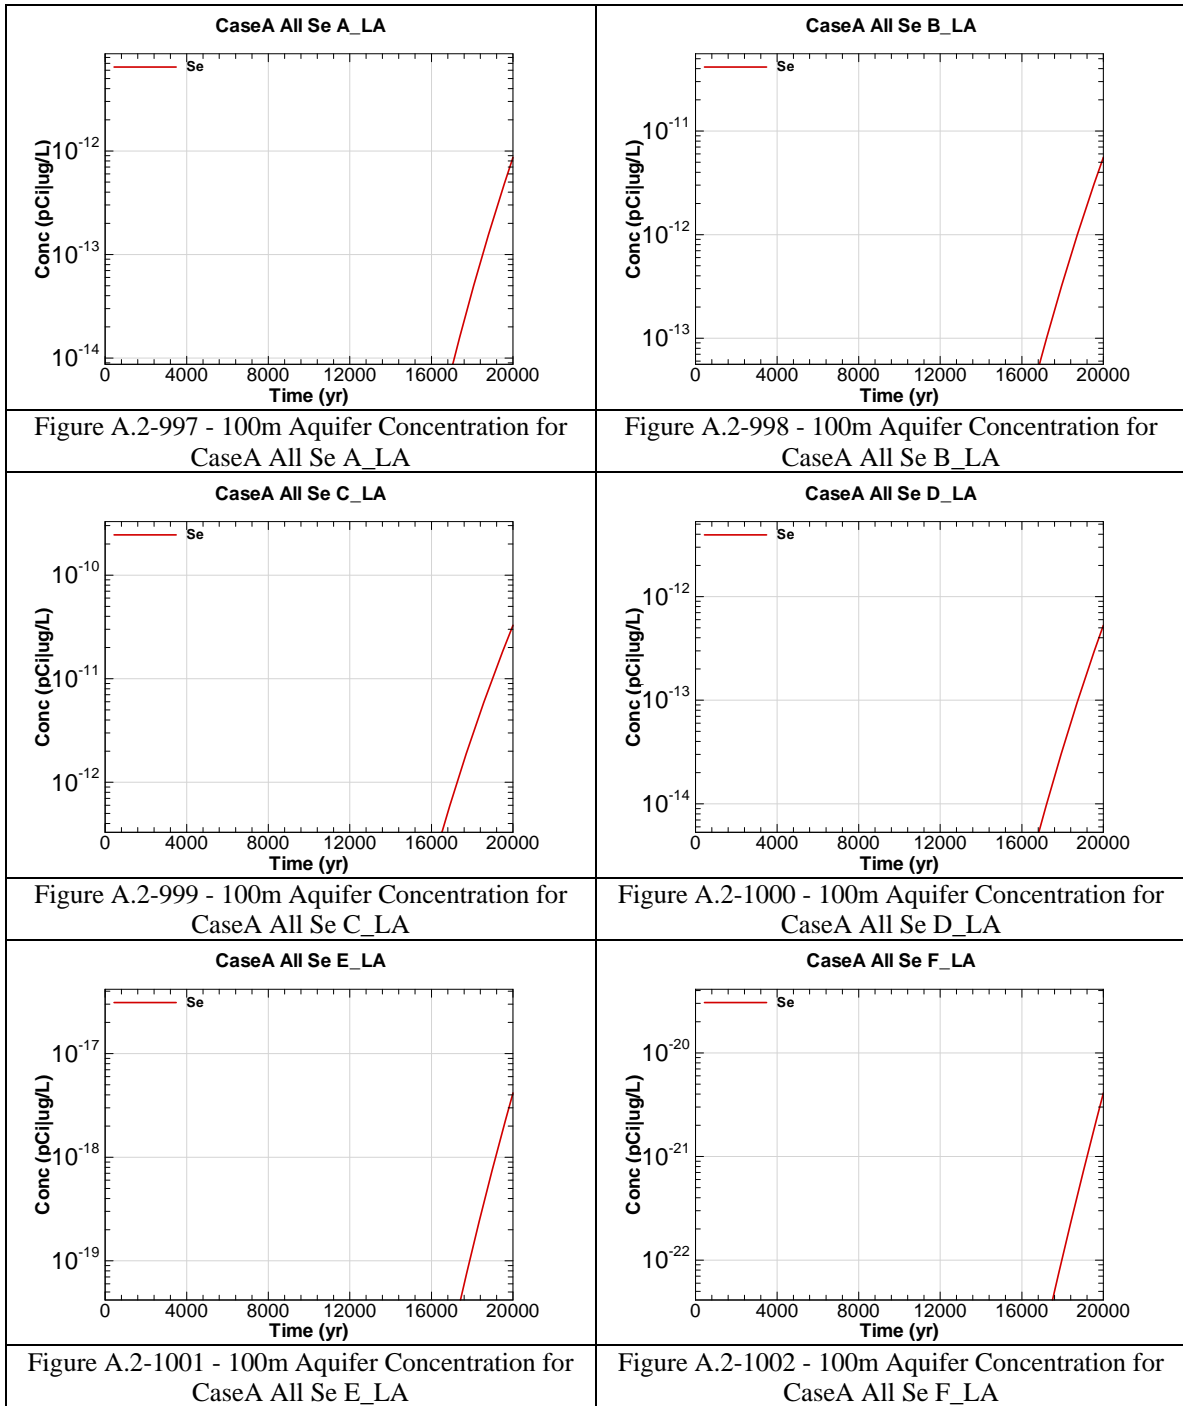 CaseA All Se A_LA
Se
Conc (pCi|ug/L)
10^-12
10^-13
10^-14
0 4000 8000 12000 16000 20000
Time (yr)
Figure A.2-997 - 100m Aquifer Concentration for
CaseA All Se A_LA
CaseA All Se B_LA
Se
Conc (pCi|ug/L)
10^-11
10^-12
10^-13
0 4000 8000 12000 16000 20000
Time (yr)
Figure A.2-998 - 100m Aquifer Concentration for
CaseA All Se B_LA
CaseA All Se C_LA
Se
Conc (pCi|ug/L)
10^-10
10^-11
10^-12
0 4000 8000 12000 16000 20000
Time (yr)
Figure A.2-999 - 100m Aquifer Concentration for
CaseA All Se C_LA
CaseA All Se D_LA
Se
Conc (pCi|ug/L)
10^-12
10^-13
10^-14
0 4000 8000 12000 16000 20000
Time (yr)
Figure A.2-1000 - 100m Aquifer Concentration for
CaseA All Se D_LA
CaseA All Se E_LA
Se
Conc (pCi|ug/L)
10^-17
10^-18
10^-19
0 4000 8000 12000 16000 20000
Time (yr)
Figure A.2-1001 - 100m Aquifer Concentration for
CaseA All Se E_LA
CaseA All Se F_LA
Se
Conc (pCi|ug/L)
10^-20
10^-21
10^-22
0 4000 8000 12000 16000 20000
Time (yr)
Figure A.2-1002 - 100m Aquifer Concentration for
CaseA All Se F_LA